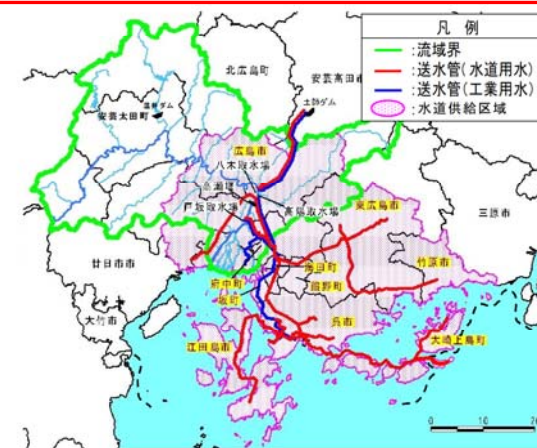 凡 例
:流域界
:送水管(水道用水)
:送水管(工業用水)
:水道供給区域
北広島町
安芸高田市
土師ダム
温井ダム
安芸太田町
広島市
八木取水場
高瀬堰
戸坂取水場
高陽取水場
東広島市
三原市
廿日市市
竹原市
海田町
府中町
熊野町
坂町
大竹市
呉市
江田島市
大崎上島町
0 10 20